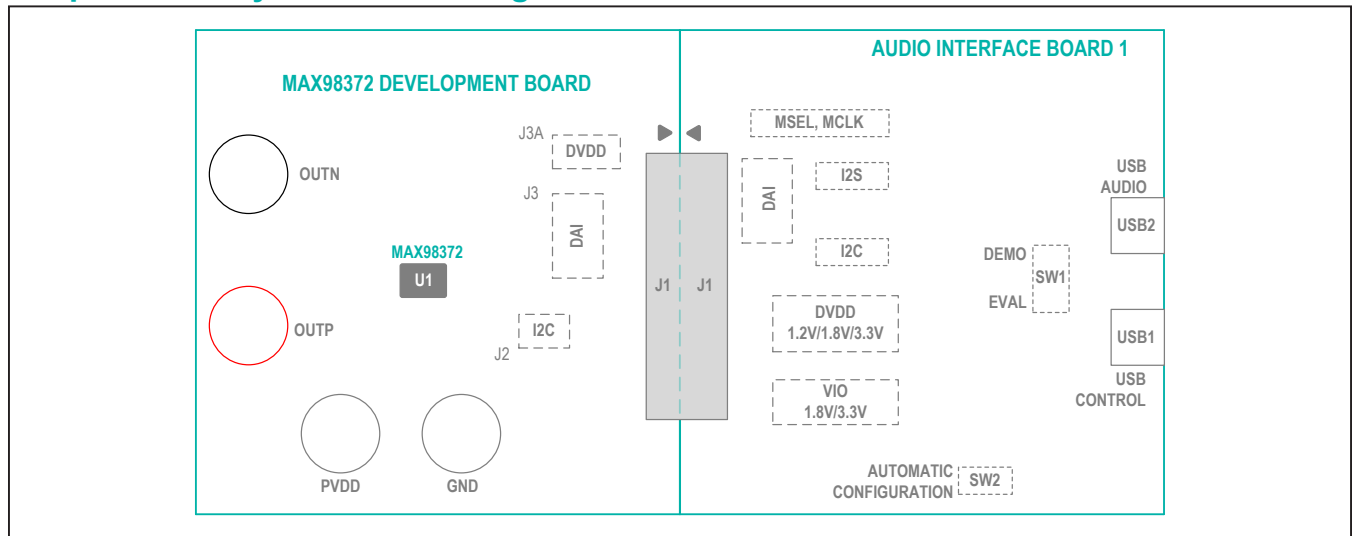 MAX98372 DEVELOPMENT BOARD
OUTN
OUTP
PVDD
GND
MAX98372
U1
J3A
DVDD
J3
DAI
I2C
J2
J1
J1
AUDIO INTERFACE BOARD 1
MSEL, MCLK
DAI
I2S
I2C
DVDD
1.2V/1.8V/3.3V
VIO
1.8V/3.3V
AUTOMATIC
CONFIGURATION
SW2
DEMO
SW1
EVAL
USB
AUDIO
USB2
USB1
USB
CONTROL